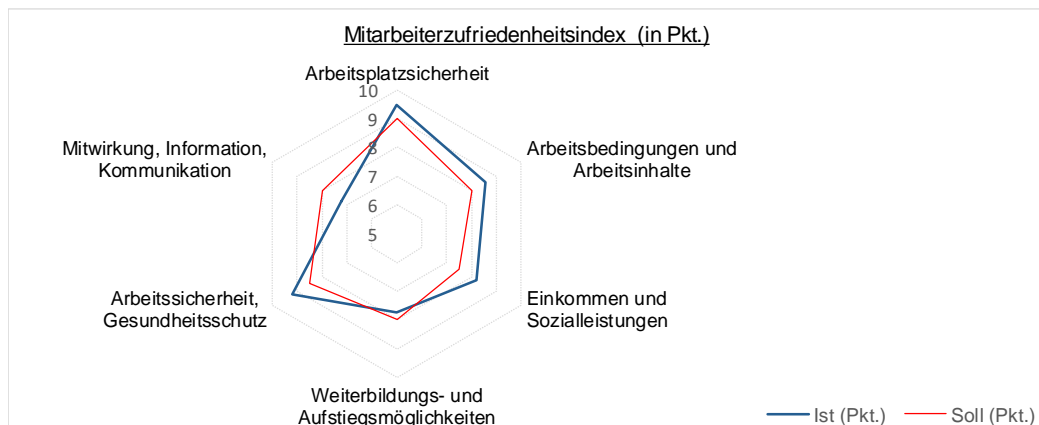 Mitarbeiterzufriedenheitsindex (in Pkt.)
Arbeitsplatzsicherheit
10
9
8
7
6
5
Mitwirkung, Information,
Kommunikation
Arbeitsbedingungen und
Arbeitsinhalte
Arbeitssicherheit,
Gesundheitsschutz
Einkommen und
Sozialleistungen
Weiterbildungs- und
Aufstiegsmöglichkeiten
Ist (Pkt.)
Soll (Pkt.)